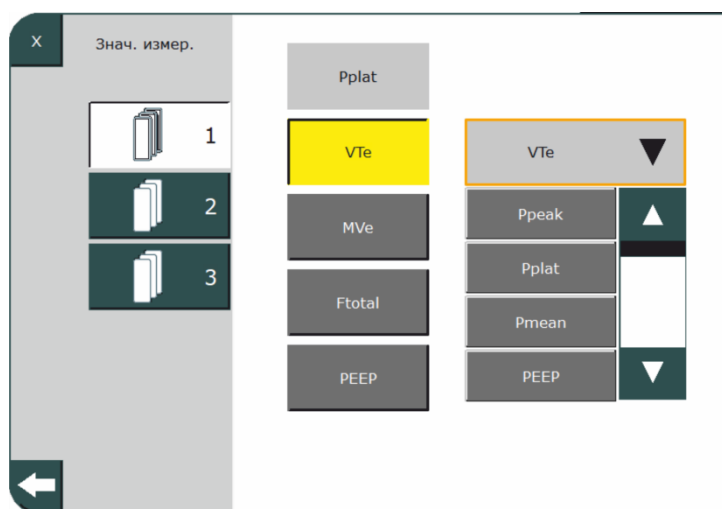 X
Знач. измер.
1
2
3
Pplat
VTe
MVe
Ftotal
PEEP
VTe
Ppeak
Pplat
Pmean
PEEP